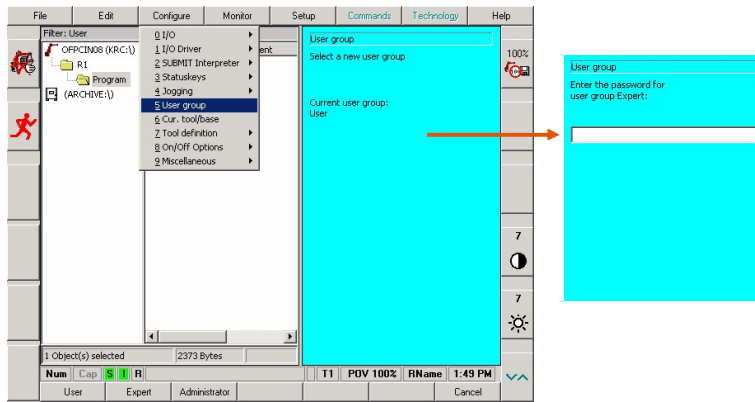 File Edit Configure Monitor Setup Commands Technology Help
Filter: User
OFPCIN08 (KRC:\)
R1
Program
(ARCHIVE:\)
0 I/O
1 I/O Driver
2 SUBMIT Interpreter
3 Statuskeys
4 Jogging
5 User group
6 Cur. tool/base
7 Tool definition
8 On/Off Options
9 Miscellaneous
ent
User group
Select a new user group
Current user group:
User
100%
100
7
7
User group
Enter the password for
user group Expert:
1 Object(s) selected 2373 Bytes
Num Cap S I R T1 POV 100% RName 1:49 PM
User Expert Administrator Cancel